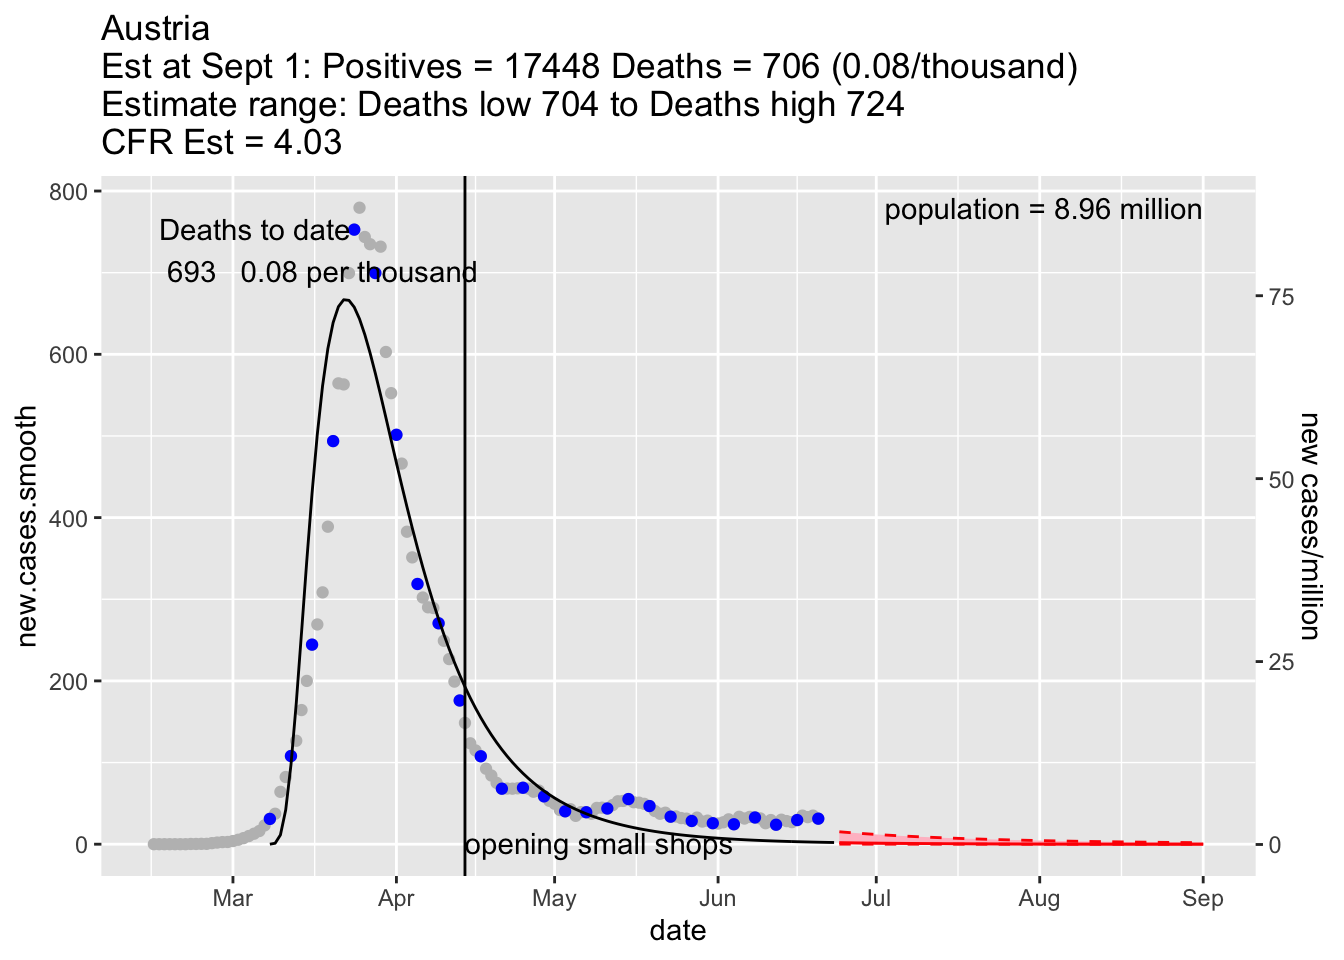 Austria
Est at Sept 1: Positives = 17448 Deaths = 706 (0.08/thousand)
Estimate range: Deaths low 704 to Deaths high 724
CFR Est = 4.03
800
600
400
200
0
new.cases.smooth
Deaths to date
693 0.08 per thousand
population = 8.96 million
opening small shops
75
50
25
0
new cases/million
Mar Apr May Jun Jul Aug Sep
date